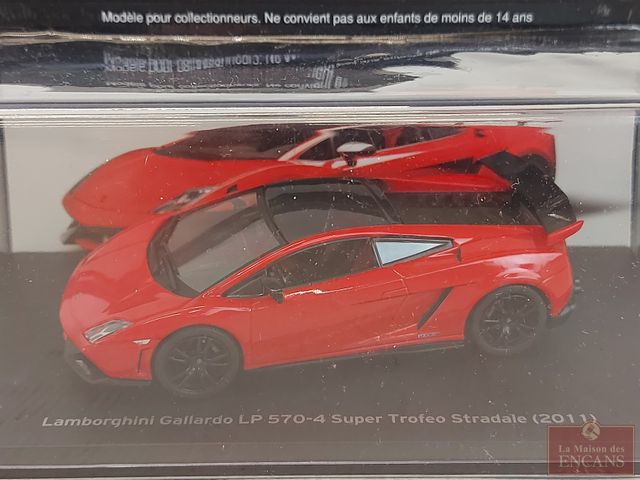 Modèle pour collectionneurs. Ne convient pas aux enfants de moins de 14 ans
Lamborghini Gallardo LP 570-4 Super Trofeo Stradale (2011)
La Maison des
ENCANS